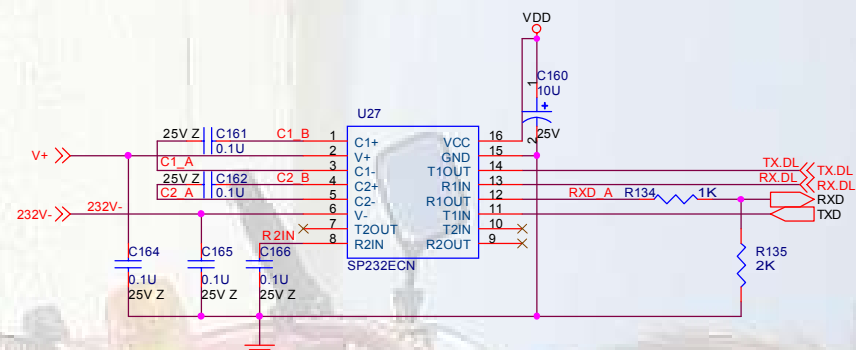 VDD
C160
1
10U
+
25V
2
U27
25V Z
C161
0.1U
C1_B
C1_A
25V Z
C162
0.1U
C2_B
C2_A
V+
232V-
232V-
R2IN
1
2
3
4
5
6
7
8
C1+
V+
C1-
C2+
C2-
V-
T2OUT
R2IN
VCC
GND
T1OUT
R1IN
R1OUT
T1IN
T2IN
R2OUT
16
15
14
13
12
11
10
9
SP232ECN
TX.DL
TX.DL
RX.DL
RX.DL
RXD_A
R134
1K
RXD
TXD
R135
2K
C164
0.1U
25V Z
C165
0.1U
25V Z
C166
0.1U
25V Z